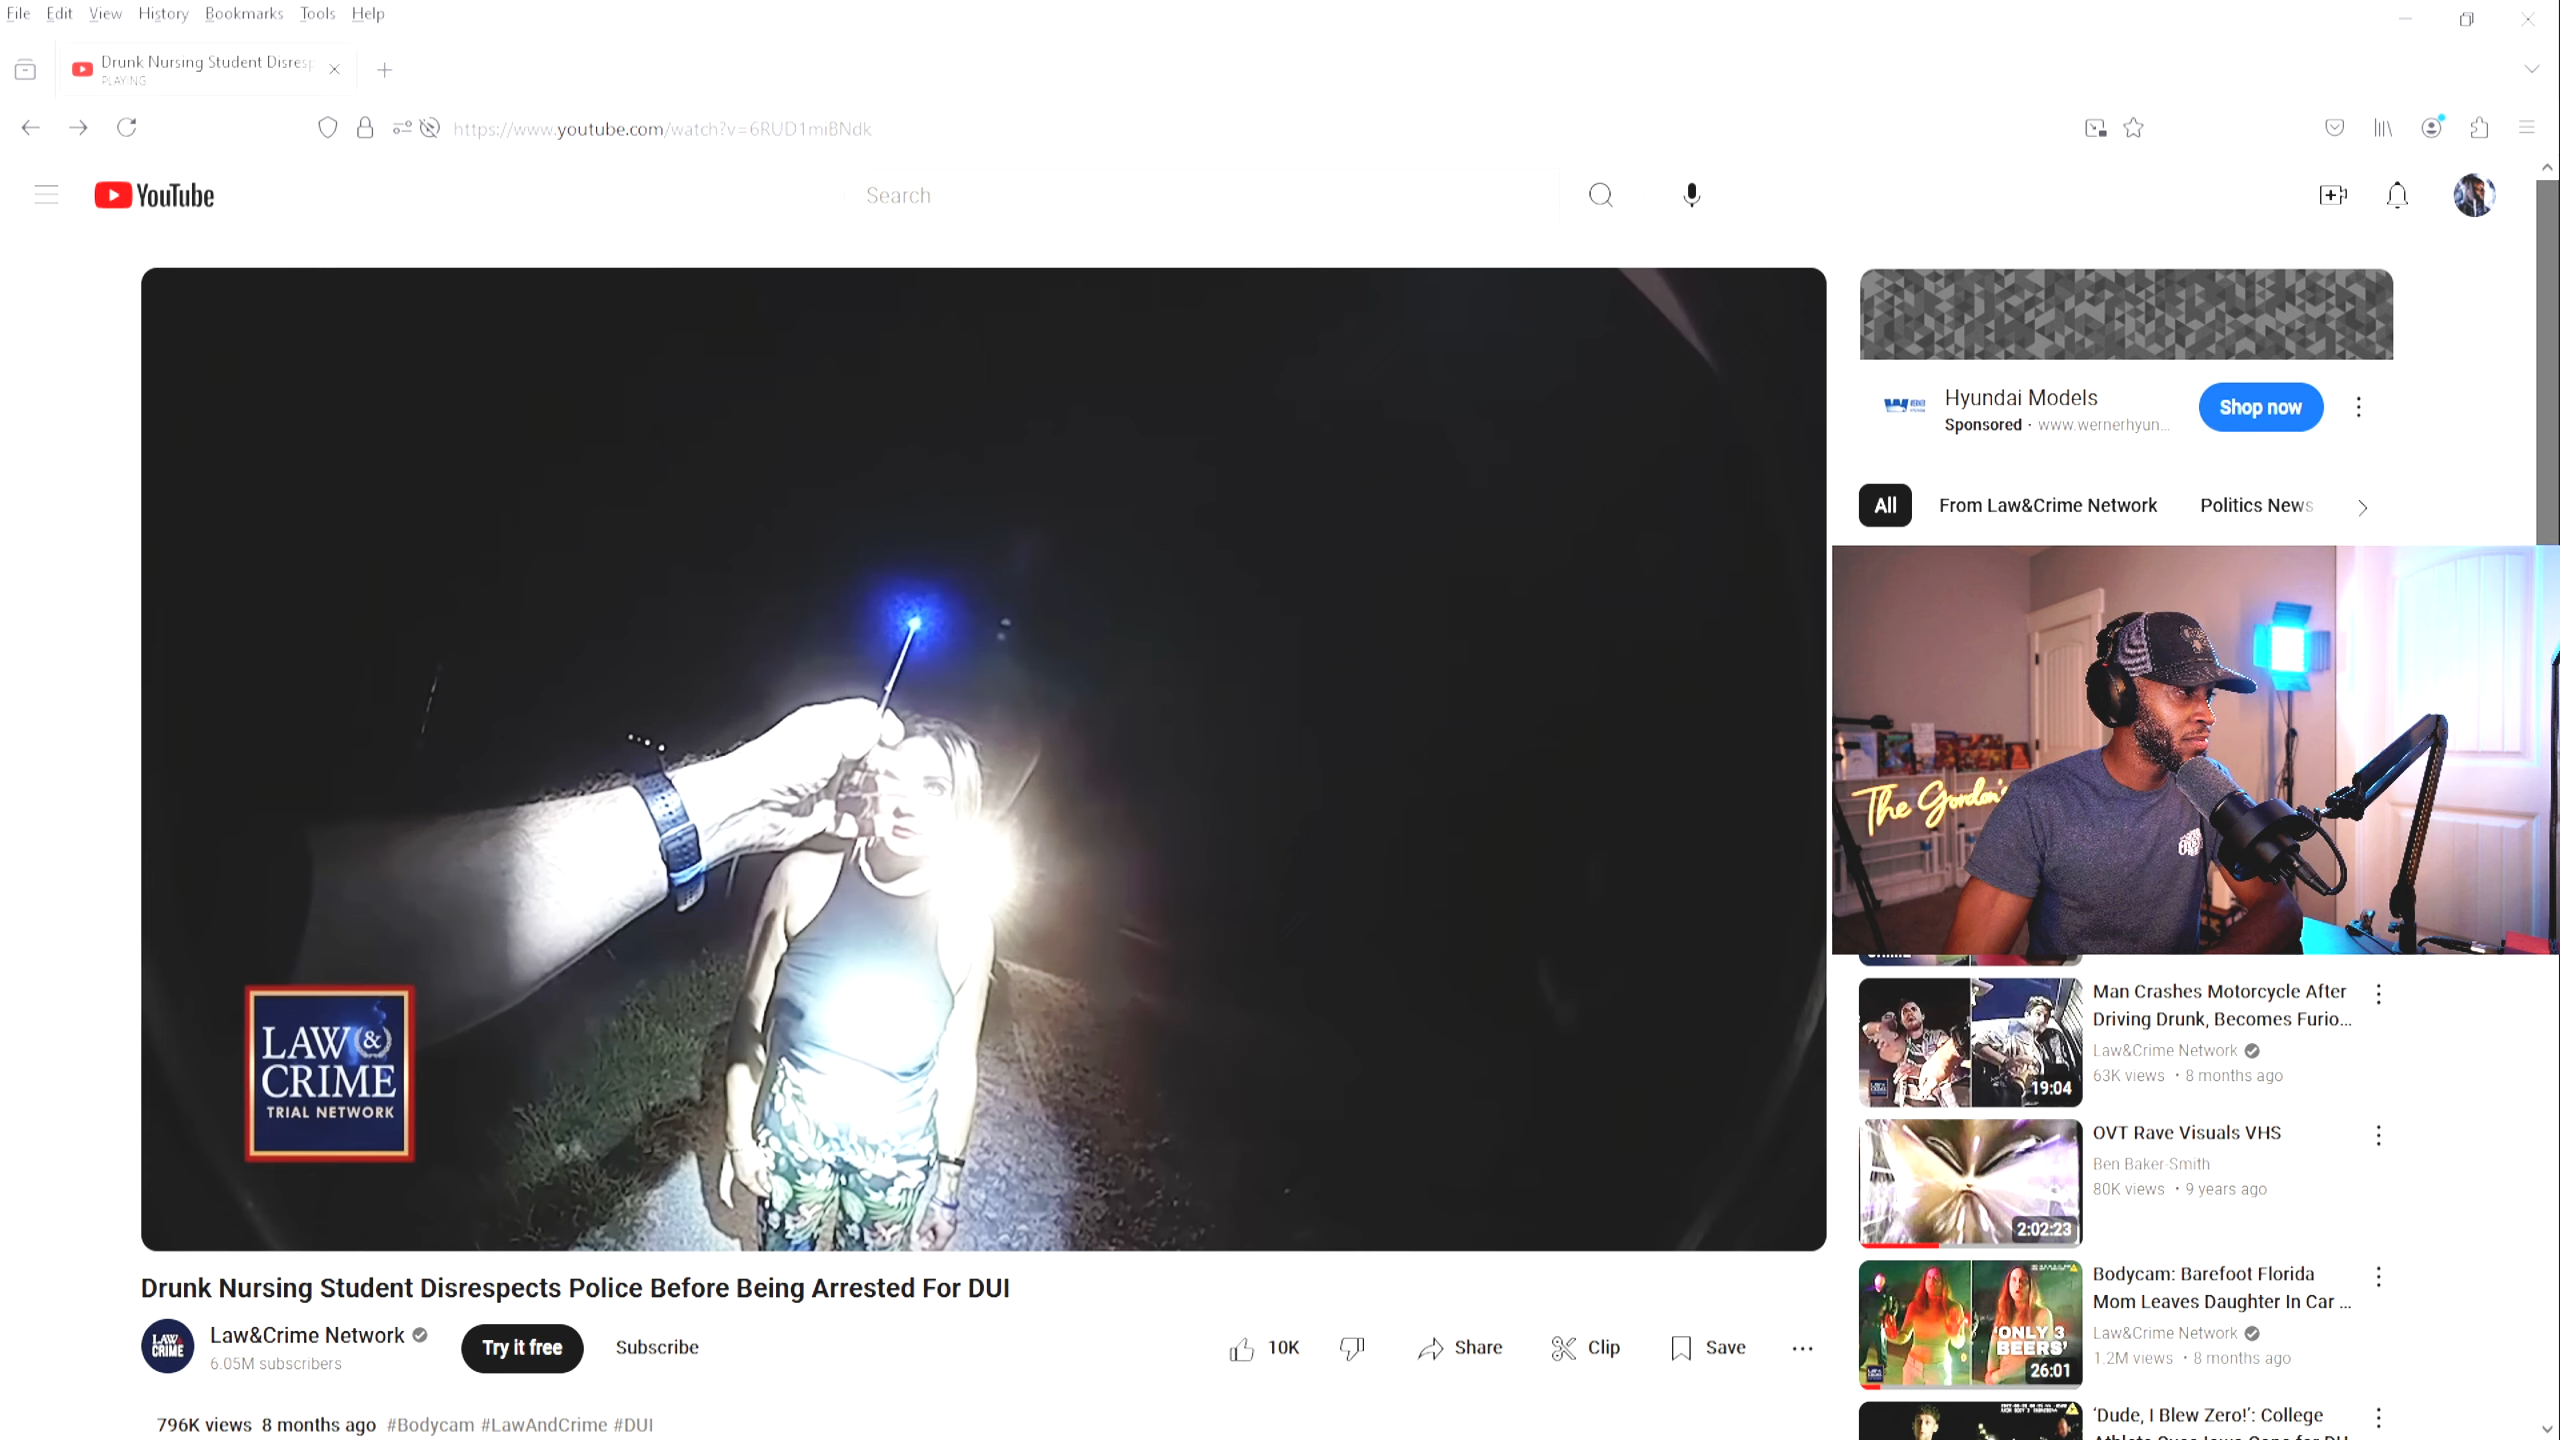 File Edit View History Bookmarks Tools Help
Drunk Nursing Student Disresp
PLAYING
https://www.youtube.com/watch?v=6RUD1mi8Ndk
YouTube
Search
Hyundai Models
Sponsored · www.wernerhyun...
Shop now
All
From Law&Crime Network
Politics News
The Gordon's
LAW &
CRIME
TRIAL NETWORK
Man Crashes Motorcycle After
Driving Drunk, Becomes Furio...
Law&Crime Network
63K views • 8 months ago
19:04
OVT Rave Visuals VHS
Ben Baker-Smith
80K views • 9 years ago
2:02:23
Bodycam: Barefoot Florida
Mom Leaves Daughter In Car ...
Law&Crime Network
1.2M views • 8 months ago
'ONLY 3
BEERS'
26:01
'Dude, I Blew Zero!': College
Drunk Nursing Student Disrespects Police Before Being Arrested For DUI
LAW
CRIME
Law&Crime Network
6.05M subscribers
Try it free
Subscribe
10K
Share
Clip
Save
796K views 8 months ago #Bodycam #LawAndCrime #DUI